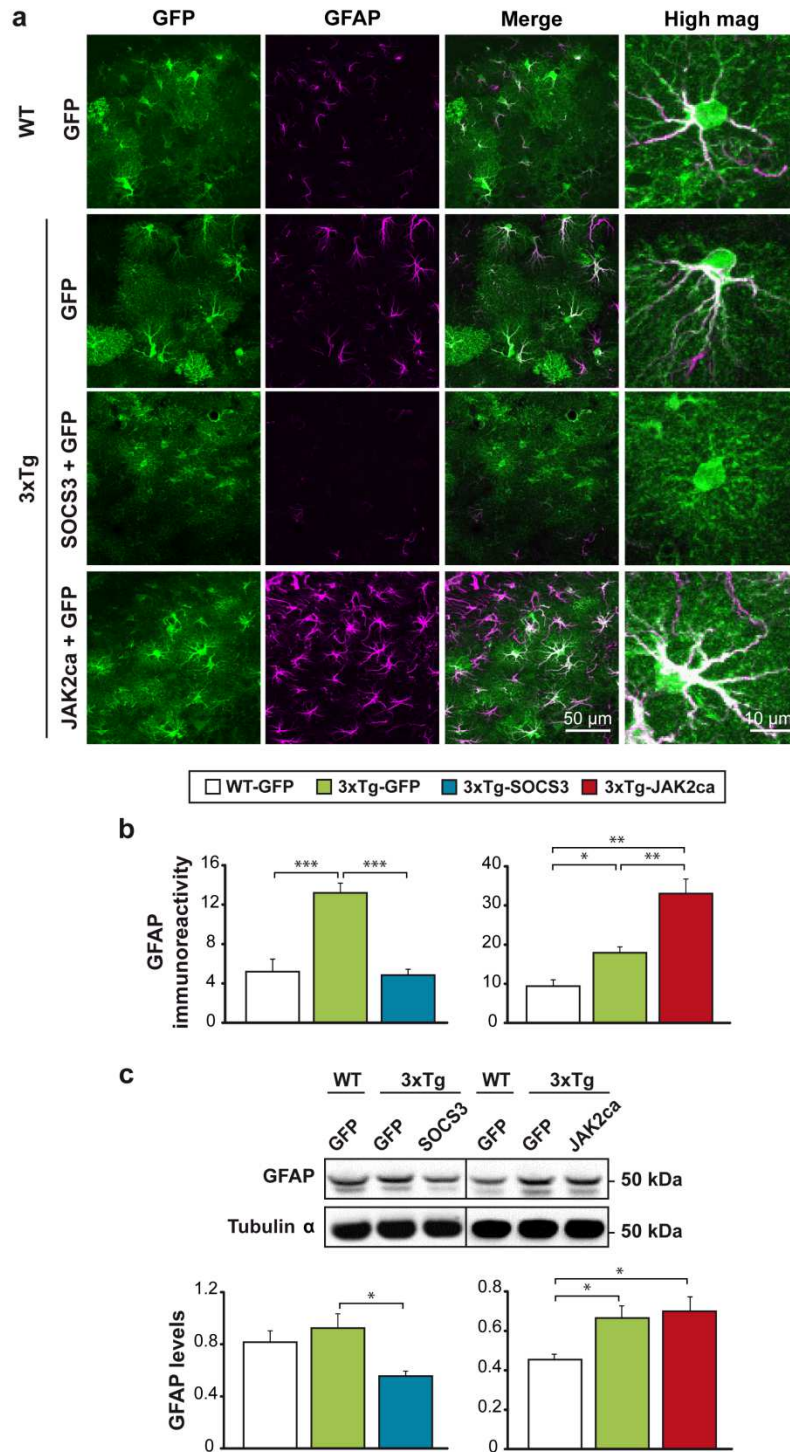 a
GFP GFAP Merge High mag
WT
GFP
3xTg
GFP
SOCS3 + GFP
JAK2ca + GFP
50 µm
10 µm
WT-GFP 3xTg-GFP 3xTg-SOCS3 3xTg-JAK2ca
b
GFAP
immunoreactivity
16
12
8
4
0
*** ***
40
30
20
10
0
**
* **
c
WT 3xTg WT 3xTg
GFP GFP SOCS3 GFP GFP JAK2ca
GFAP - 50 kDa
Tubulin α - 50 kDa
GFAP levels
1.2
0.8
0.4
0
*
0.8
0.6
0.4
0.2
0
*
*